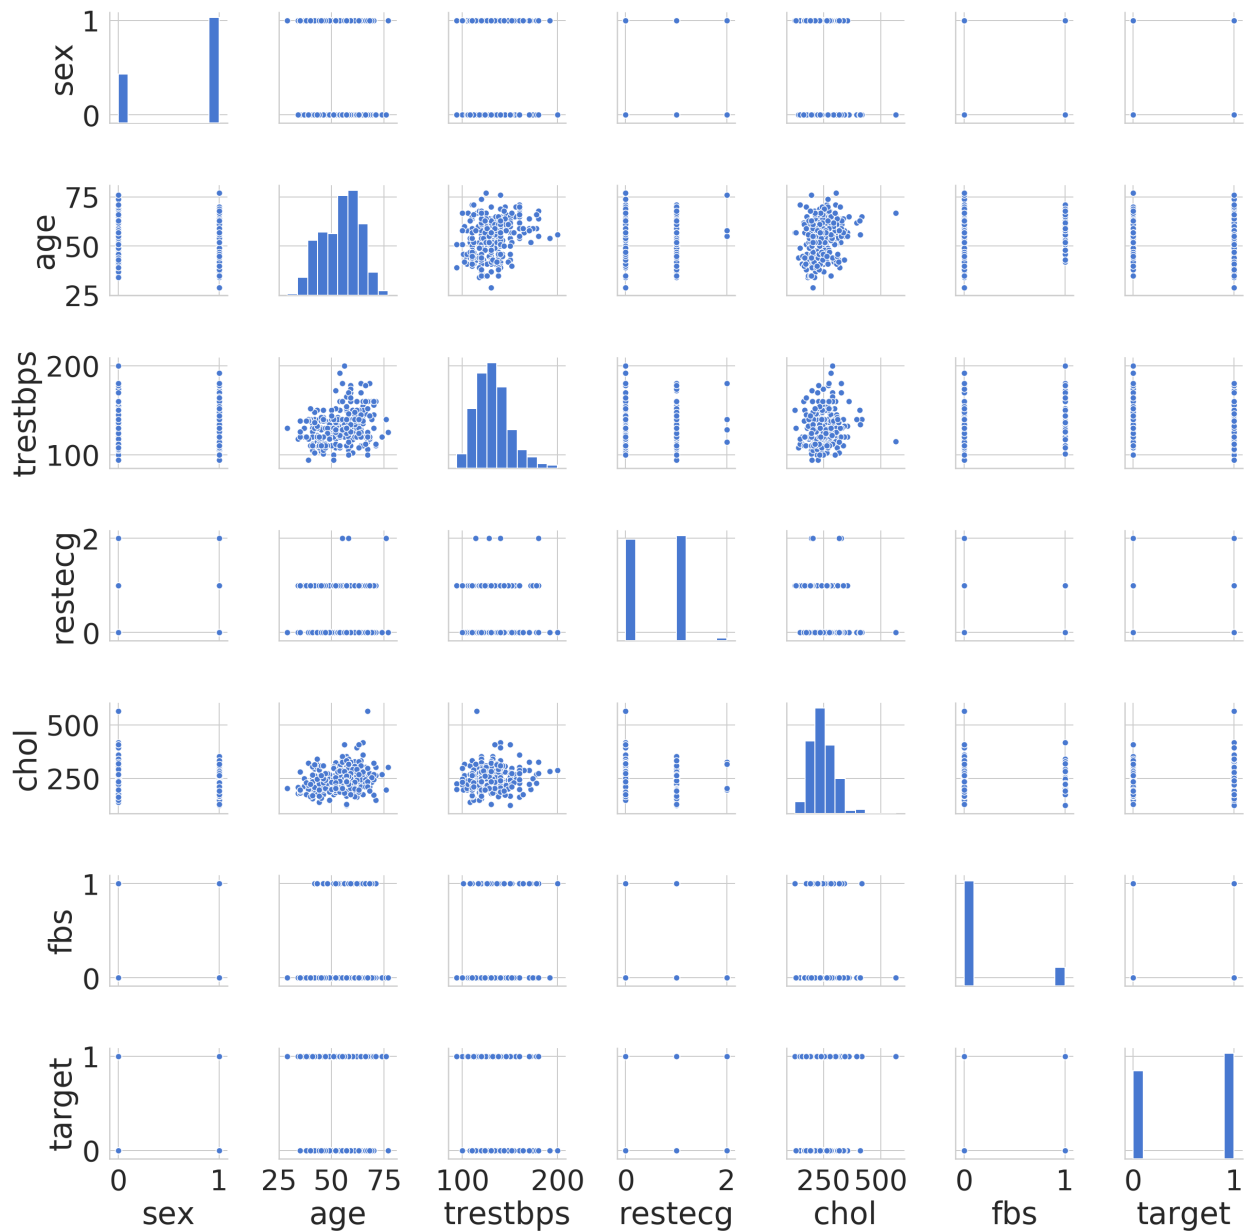 1
sex
0
75
age
50
25
200
trestbps
100
2
restecg
1
0
500
chol
250
1
fbs
0
1
target
0
0 1 25 50 75 100 200 0 2 250 500 0 1 0 1
sex age trestbps restecg chol fbs target